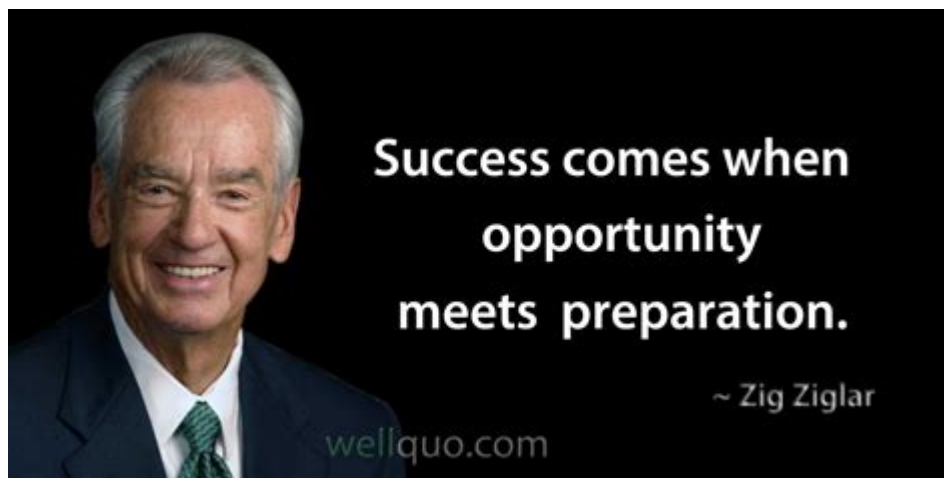 Success comes when
opportunity
meets preparation.
~ Zig Ziglar
wellquo.com